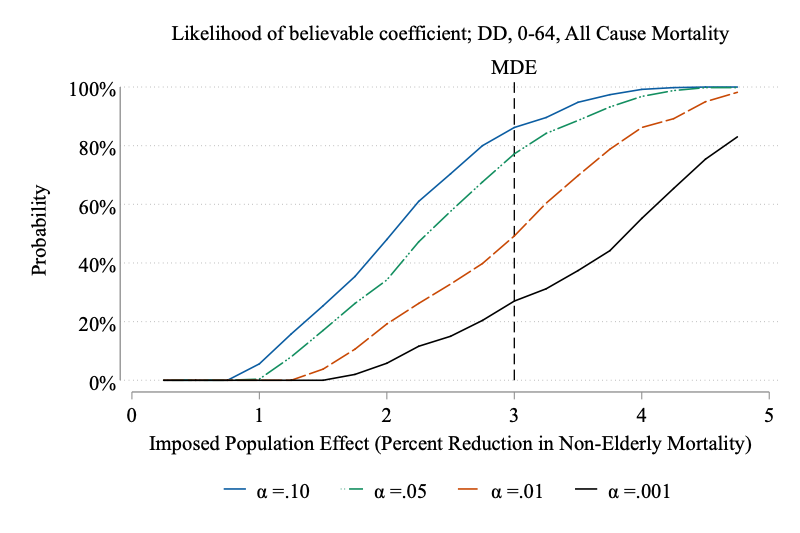 Likelihood of believable coefficient; DD, 0-64, All Cause Mortality
MDE
100%
80%
60%
40%
20%
0%
Probability
0 1 2 3 4 5
Imposed Population Effect (Percent Reduction in Non-Elderly Mortality)
α =.10 α =.05 α =.01 α =.001